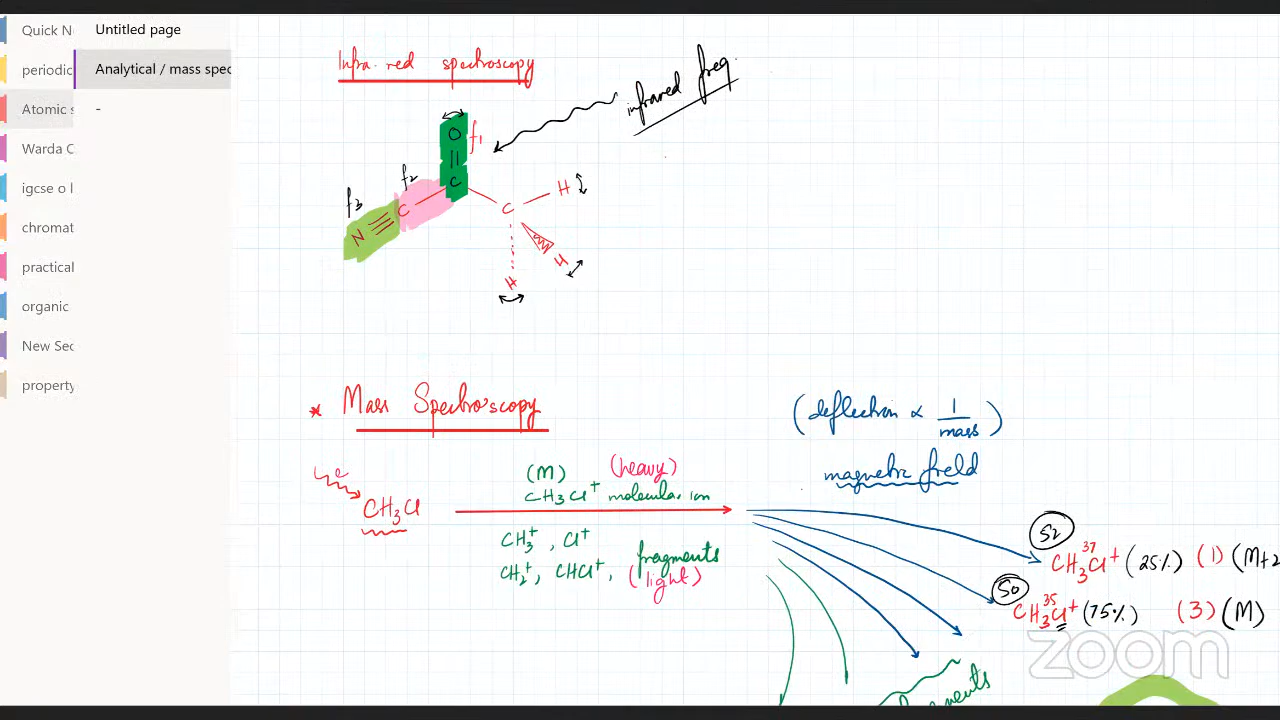 Quick N
periodic
Atomic s
Warda C
igcse o l
chromat
practical
organic
New Sec
property
Untitled page
Analytical / mass spec
-
Infra-red spectroscopy
infrared freq.
O
f1
C
f2
f3
C
N
C
H
H
H
* Mass Spectroscopy
(deflection ∝ 1/mass)
magnetic field
e
CH3Cl
(M) (heavy)
CH3Cl+ molecular ion
CH3+, Cl+
CH2+, CHCl+, fragments
(light)
52
CH3 37Cl+ (25%) (1) (M+2
50
CH3 35Cl+ (75%) (3) (M)
fragments
zoom